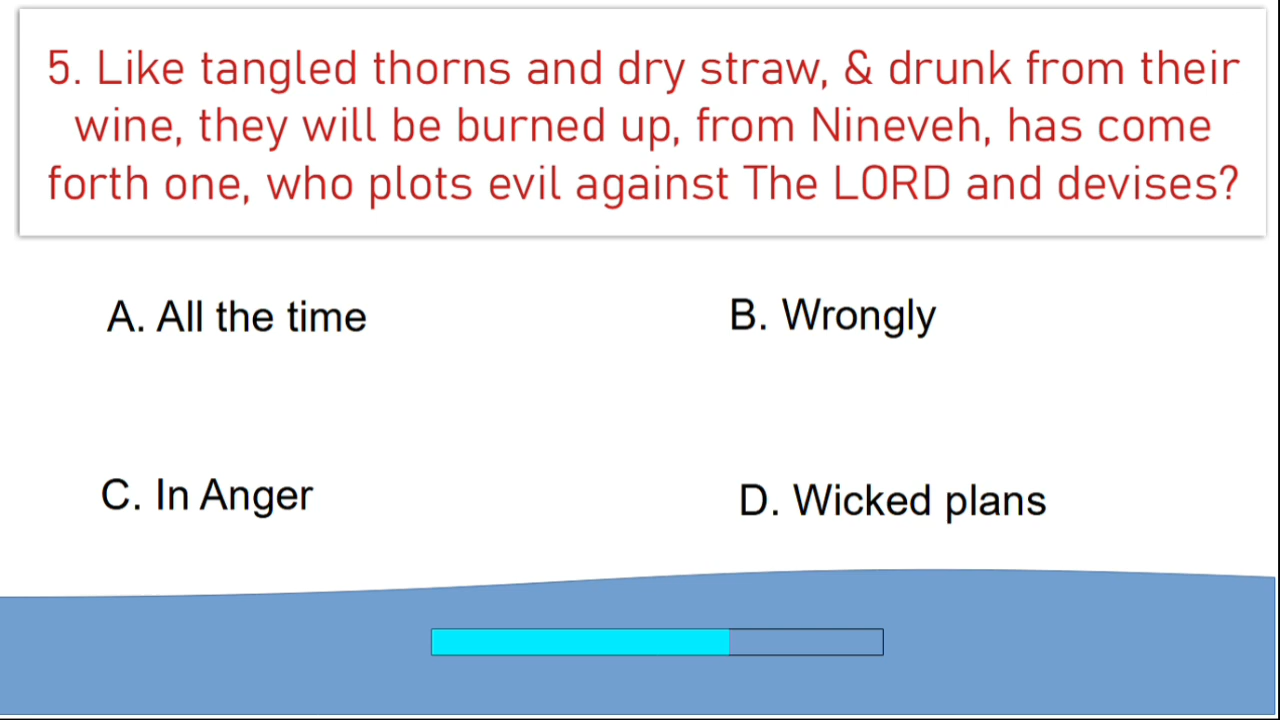 5. Like tangled thorns and dry straw, & drunk from their
wine, they will be burned up, from Nineveh, has come
forth one, who plots evil against The LORD and devises?
A. All the time
B. Wrongly
C. In Anger
D. Wicked plans